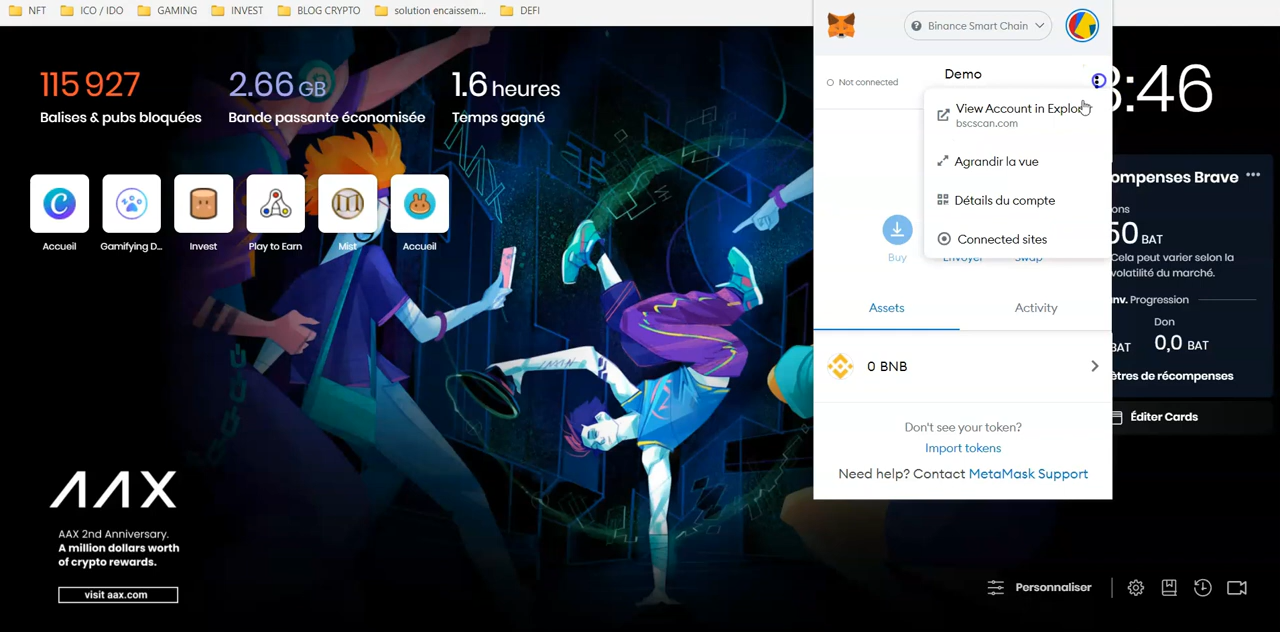 NFT
ICO / IDO
GAMING
INVEST
BLOG CRYPTO
solution encaissem...
DEFI
115 927
Balises & pubs bloquées
2.66 GB
Bande passante économisée
1.6 heures
Temps gagné
Accueil
Gamifying D...
Invest
Play to Earn
Mist
Accueil
AAX
AAX 2nd Anniversary.
A million dollars worth
of crypto rewards.
visit aax.com
Binance Smart Chain
Not connected
Demo
View Account in Explor
bscscan.com
Agrandir la vue
Détails du compte
Connected sites
Buy
Envoyer
Swap
Assets
Activity
0 BNB
Don't see your token?
Import tokens
Need help? Contact MetaMask Support
:46
ompenses Brave
ons
50 BAT
Cela peut varier selon la
volatilité du marché.
nv. Progression
Don
BAT
0,0 BAT
ètres de récompenses
Éditer Cards
Personnaliser